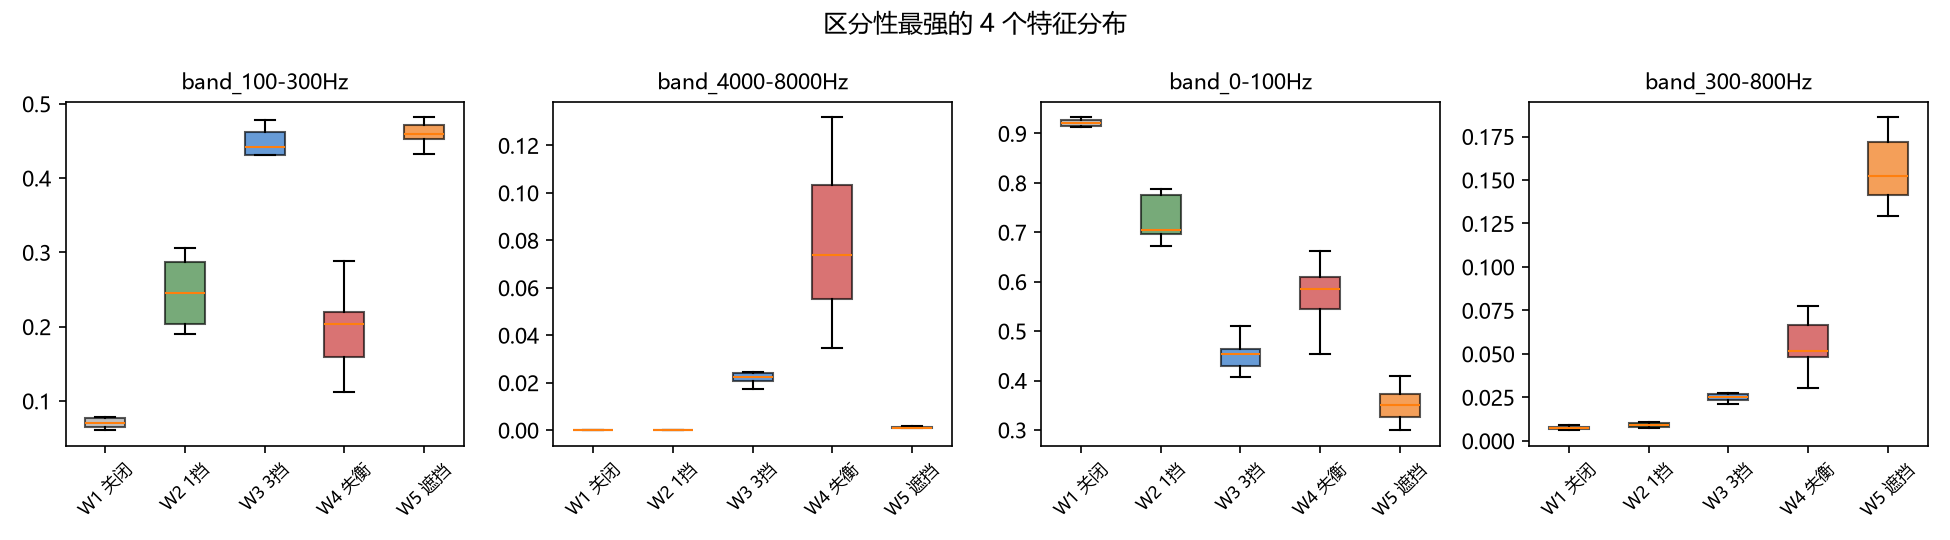 区分性最强的 4 个特征分布
band_100-300Hz
0.5
0.4
0.3
0.2
0.1
W1 关闭
W2 1挡
W3 3挡
W4 失衡
W5 遮挡
band_4000-8000Hz
0.12
0.10
0.08
0.06
0.04
0.02
0.00
W1 关闭
W2 1挡
W3 3挡
W4 失衡
W5 遮挡
band_0-100Hz
0.9
0.8
0.7
0.6
0.5
0.4
0.3
W1 关闭
W2 1挡
W3 3挡
W4 失衡
W5 遮挡
band_300-800Hz
0.175
0.150
0.125
0.100
0.075
0.050
0.025
0.000
W1 关闭
W2 1挡
W3 3挡
W4 失衡
W5 遮挡